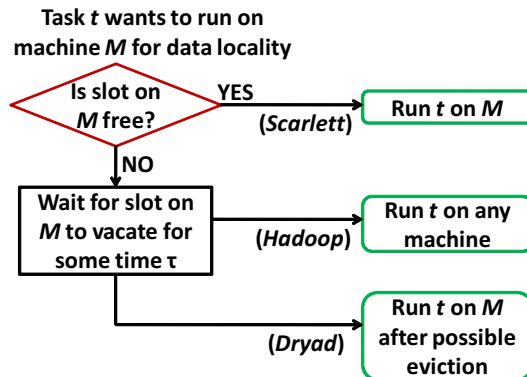 Task t wants to run on
machine M for data locality
Is slot on
M free?
YES
(Scarlett)
Run t on M
NO
Wait for slot on
M to vacate for
some time τ
(Hadoop)
Run t on any
machine
(Dryad)
Run t on M
after possible
eviction